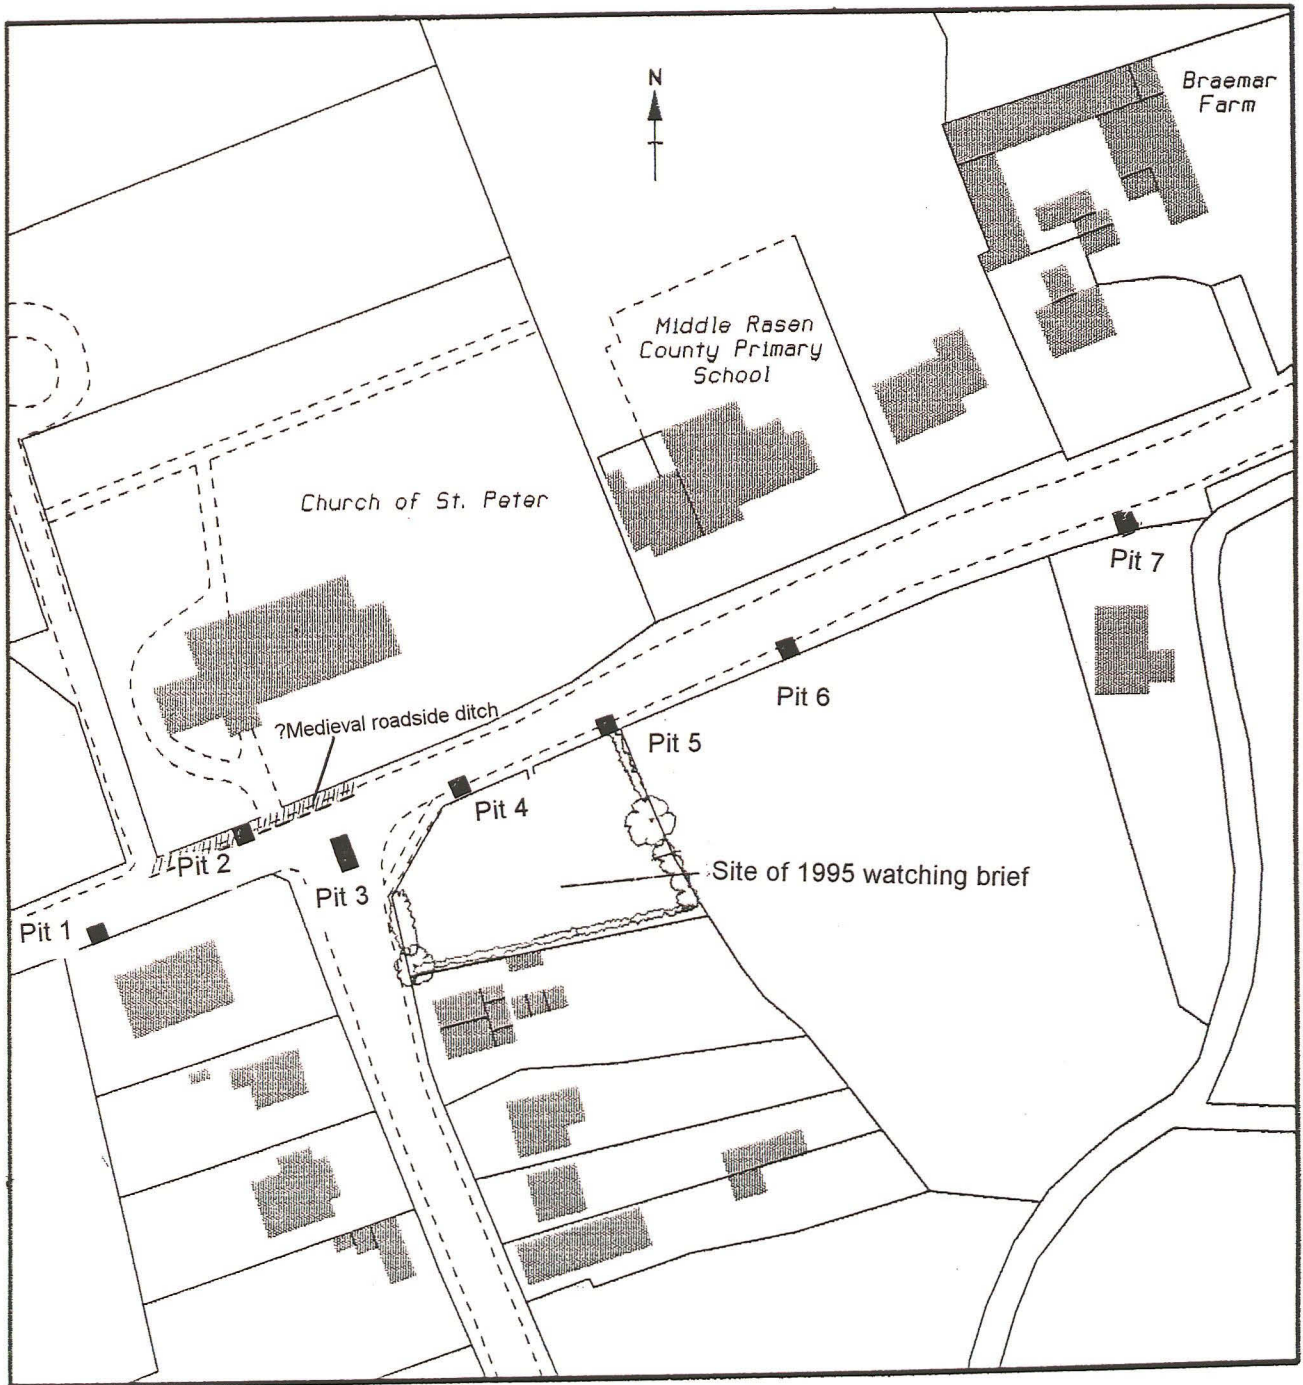 N
Braemar
Farm
Middle Rasen
County Primary
School
Church of St. Peter
?Medieval roadside ditch
Pit 7
Pit 6
Pit 5
Pit 4
Pit 2
Pit 3
Site of 1995 watching brief
Pit 1